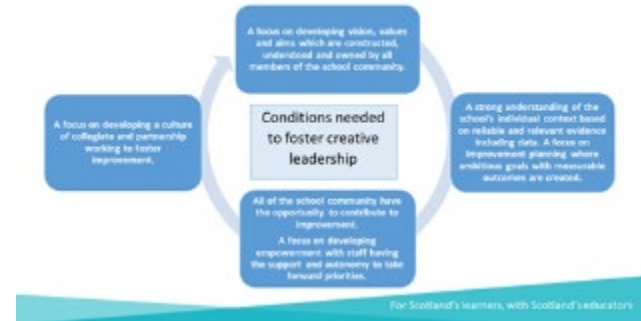 A focus on developing vision, values
and aims which are constructed,
understood and owned by all
members of the school community.
A strong understanding of the
school's individual context based
on reliable and relevant evidence
including data. A focus on
improvement planning where
ambitious goals with measurable
outcomes are created.
All of the school community have
the opportunity to contribute to
improvement.
A focus on developing
empowerment with staff having
the support and autonomy to take
forward priorities.
A focus on developing a culture
of collegiate and partnership
working to foster
improvement.
Conditions needed
to foster creative
leadership
For Scotland's learners, with Scotland's educators